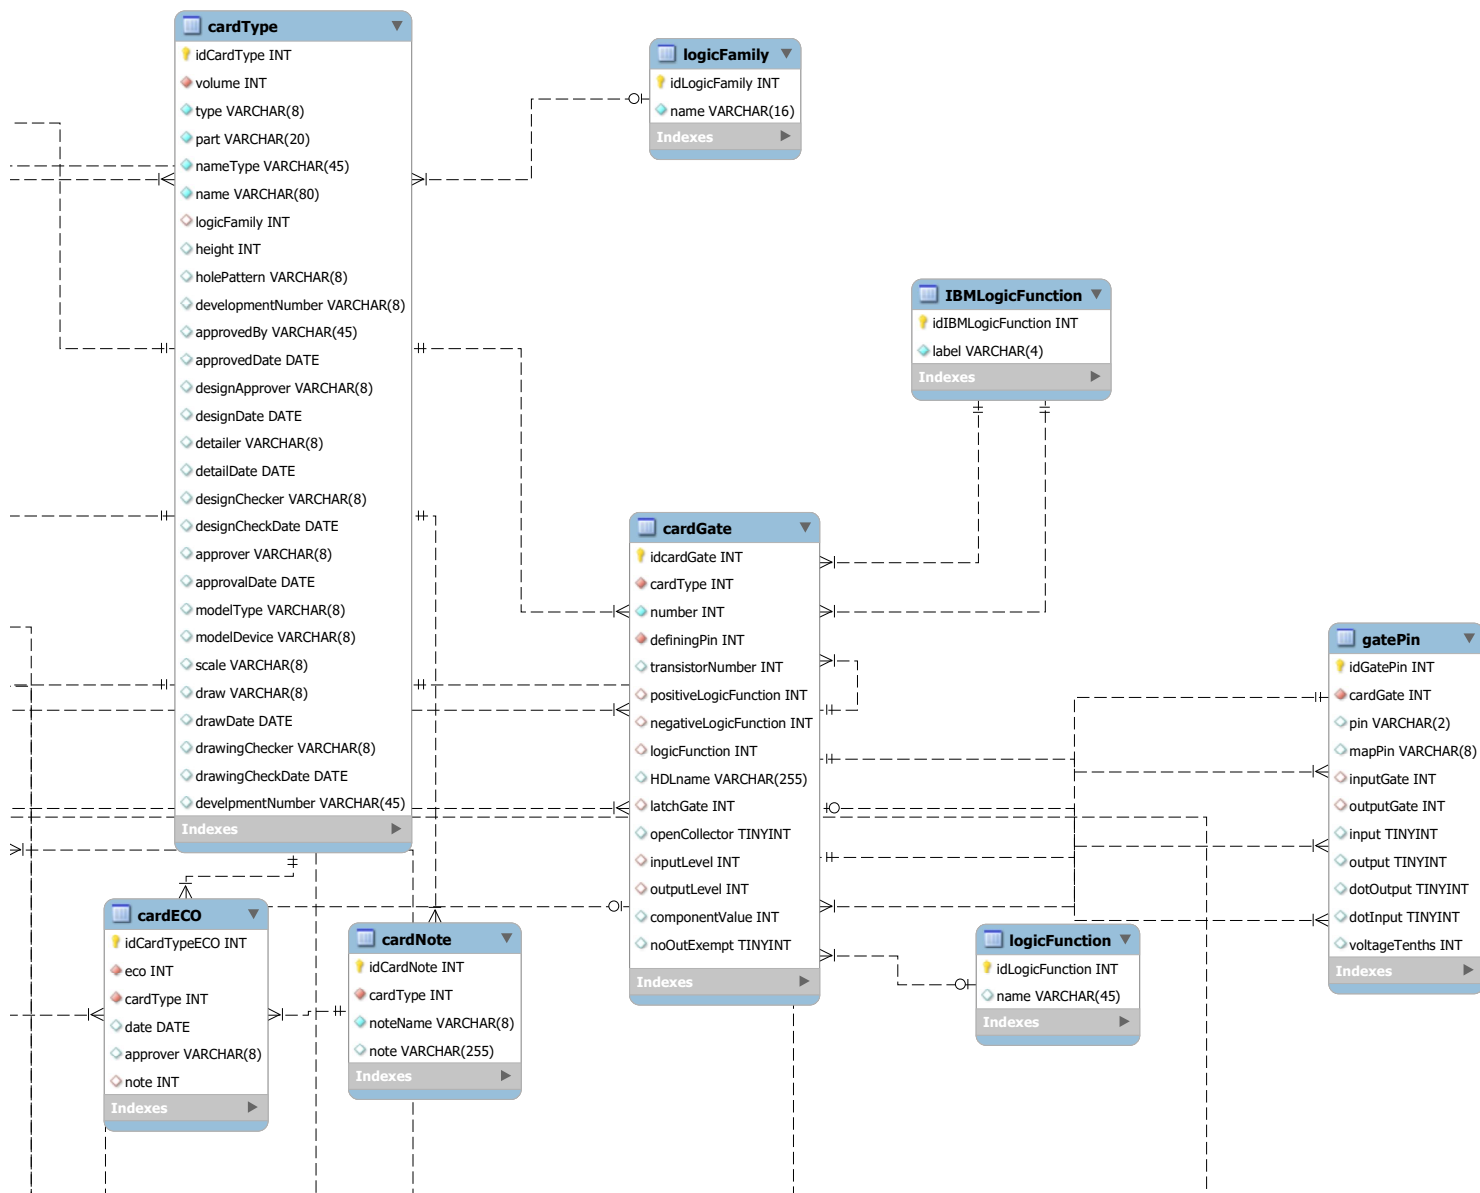 cardType
idCardType INT
volume INT
type VARCHAR(8)
part VARCHAR(20)
nameType VARCHAR(45)
name VARCHAR(80)
logicFamily INT
height INT
holePattern VARCHAR(8)
developmentNumber VARCHAR(8)
approvedBy VARCHAR(45)
approvedDate DATE
designApprover VARCHAR(8)
designDate DATE
detailer VARCHAR(8)
detailDate DATE
designChecker VARCHAR(8)
designCheckDate DATE
approver VARCHAR(8)
approvalDate DATE
modelType VARCHAR(8)
modelDevice VARCHAR(8)
scale VARCHAR(8)
draw VARCHAR(8)
drawDate DATE
drawingChecker VARCHAR(8)
drawingCheckDate DATE
develpmentNumber VARCHAR(45)
Indexes
logicFamily
idLogicFamily INT
name VARCHAR(16)
Indexes
IBMLogicFunction
idIBMLogicFunction INT
label VARCHAR(4)
Indexes
cardGate
idcardGate INT
cardType INT
number INT
definingPin INT
transistorNumber INT
positiveLogicFunction INT
negativeLogicFunction INT
logicFunction INT
HDLname VARCHAR(255)
latchGate INT
openCollector TINYINT
inputLevel INT
outputLevel INT
componentValue INT
noOutExempt TINYINT
Indexes
gatePin
idGatePin INT
cardGate INT
pin VARCHAR(2)
mapPin VARCHAR(8)
inputGate INT
outputGate INT
input TINYINT
output TINYINT
dotOutput TINYINT
dotInput TINYINT
voltageTenths INT
Indexes
cardECO
idCardTypeECO INT
eco INT
cardType INT
date DATE
approver VARCHAR(8)
note INT
Indexes
cardNote
idCardNote INT
cardType INT
noteName VARCHAR(8)
note VARCHAR(255)
Indexes
logicFunction
idLogicFunction INT
name VARCHAR(45)
Indexes